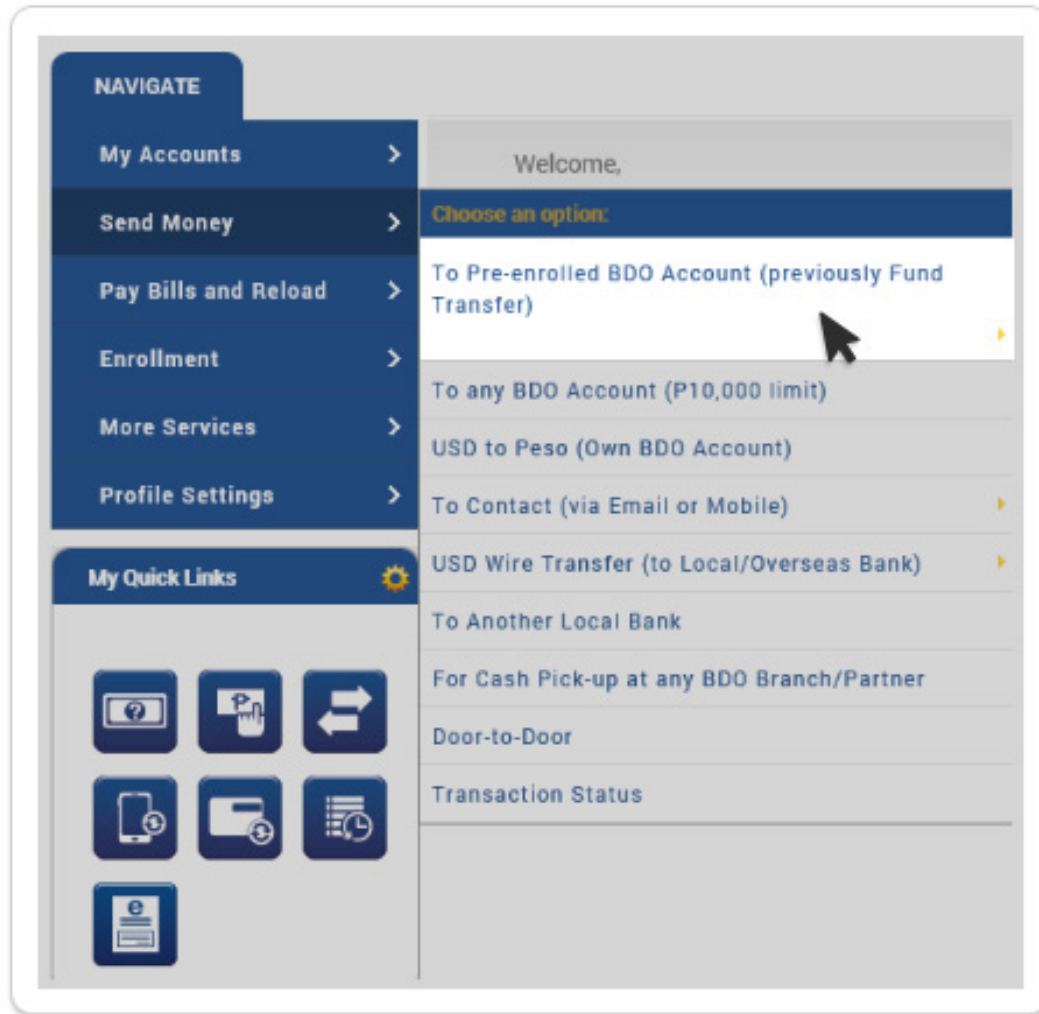 NAVIGATE
My Accounts
Send Money
Pay Bills and Reload
Enrollment
More Services
Profile Settings
Welcome,
Choose an option:
To Pre-enrolled BDO Account (previously Fund
Transfer)
To any BDO Account (P10,000 limit)
USD to Peso (Own BDO Account)
To Contact (via Email or Mobile)
USD Wire Transfer (to Local/Overseas Bank)
To Another Local Bank
For Cash Pick-up at any BDO Branch/Partner
Door-to-Door
Transaction Status
My Quick Links